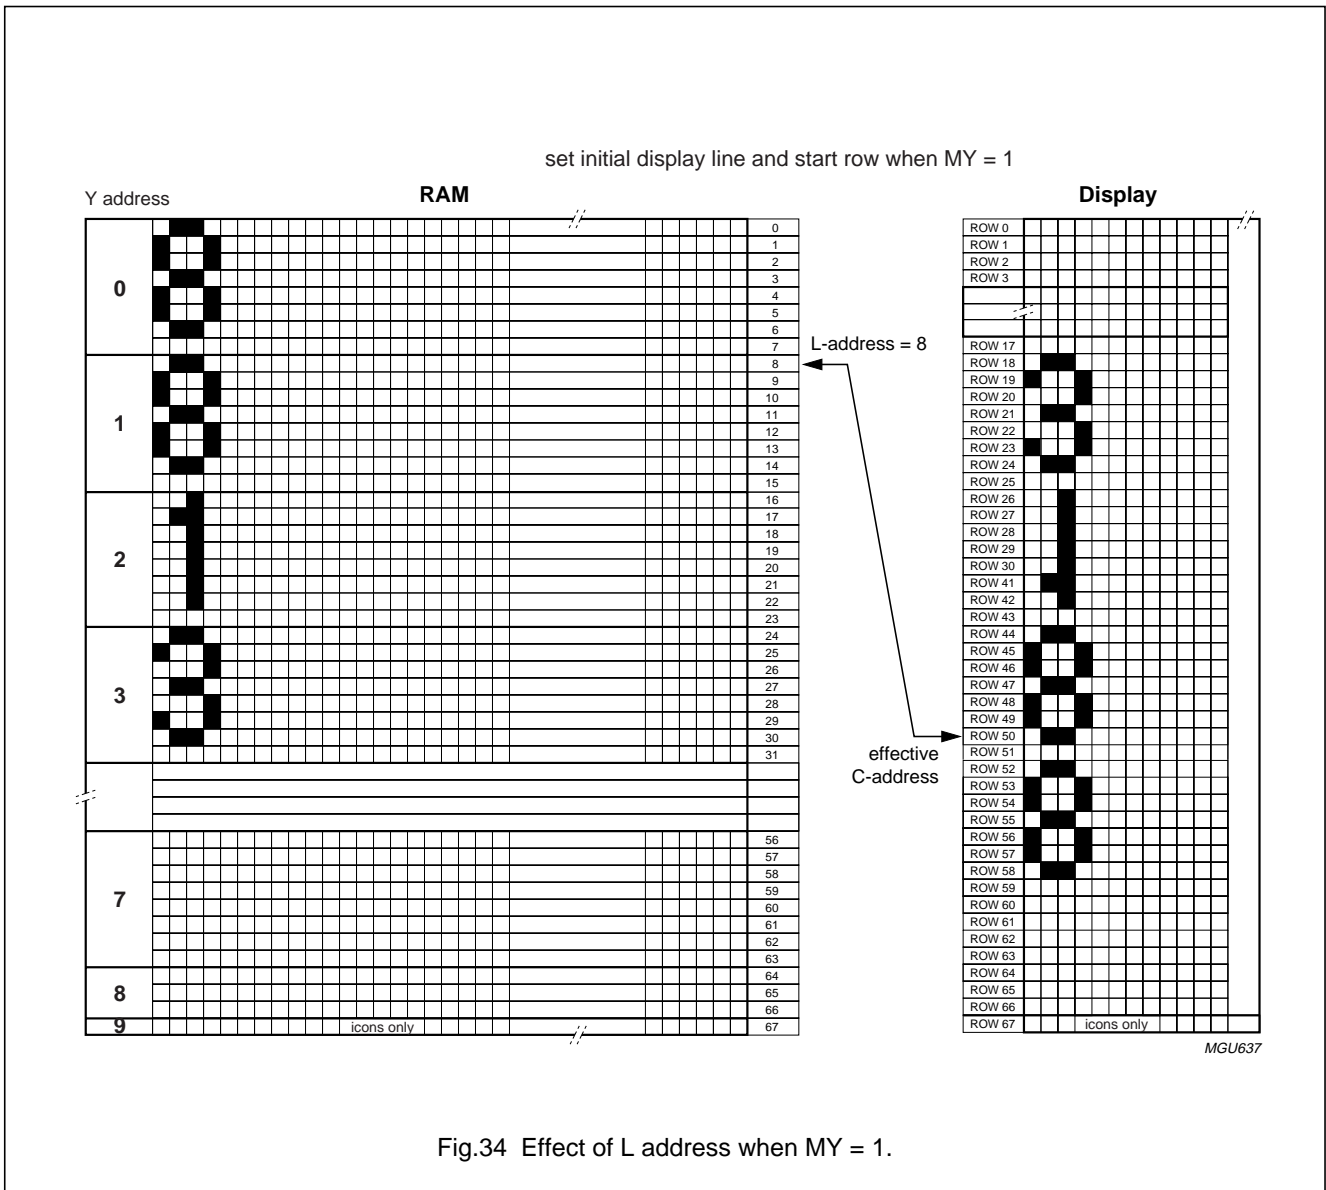 set initial display line and start row when MY = 1
Y address
RAM
Display
0
1
2
3
7
8
9
icons only
0
1
2
3
4
5
6
7
8
9
10
11
12
13
14
15
16
17
18
19
20
21
22
23
24
25
26
27
28
29
30
31
56
57
58
59
60
61
62
63
64
65
66
67
L-address = 8
effective
C-address
ROW 0
ROW 1
ROW 2
ROW 3
ROW 17
ROW 18
ROW 19
ROW 20
ROW 21
ROW 22
ROW 23
ROW 24
ROW 25
ROW 26
ROW 27
ROW 28
ROW 29
ROW 30
ROW 41
ROW 42
ROW 43
ROW 44
ROW 45
ROW 46
ROW 47
ROW 48
ROW 49
ROW 50
ROW 51
ROW 52
ROW 53
ROW 54
ROW 55
ROW 56
ROW 57
ROW 58
ROW 59
ROW 60
ROW 61
ROW 62
ROW 63
ROW 64
ROW 65
ROW 66
ROW 67
icons only
MGU637
Fig.34 Effect of L address when MY = 1.